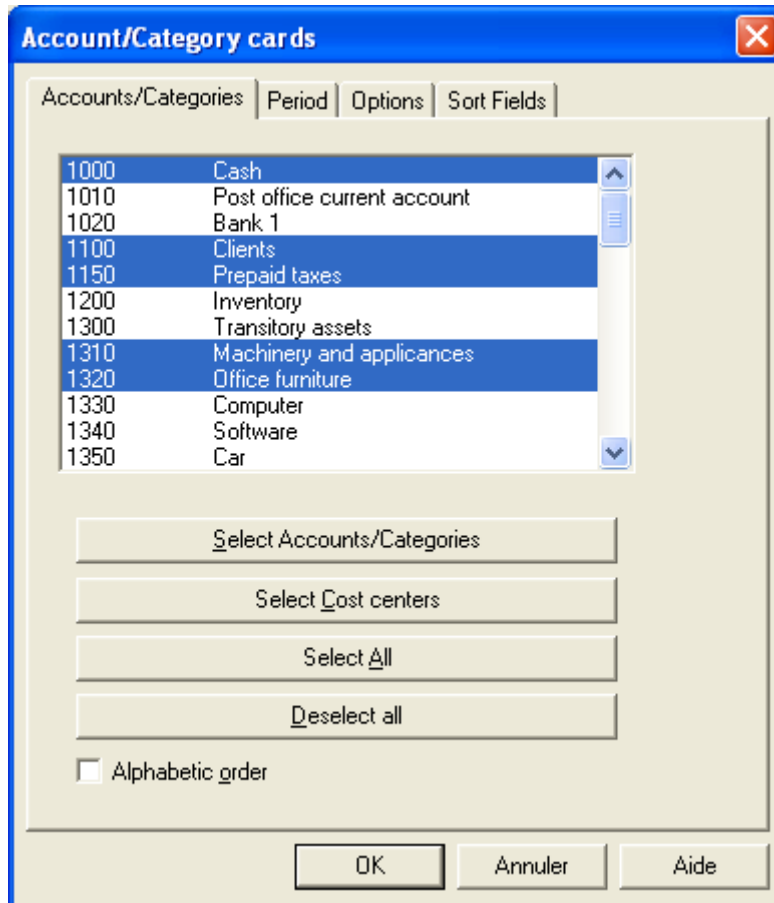 Account/Category cards
Accounts/Categories Period Options Sort Fields
1000 Cash
1010 Post office current account
1020 Bank 1
1100 Clients
1150 Prepaid taxes
1200 Inventory
1300 Transitory assets
1310 Machinery and applicances
1320 Office furniture
1330 Computer
1340 Software
1350 Car
Select Accounts/Categories
Select Cost centers
Select All
Deselect all
Alphabetic order
OK Annuler Aide